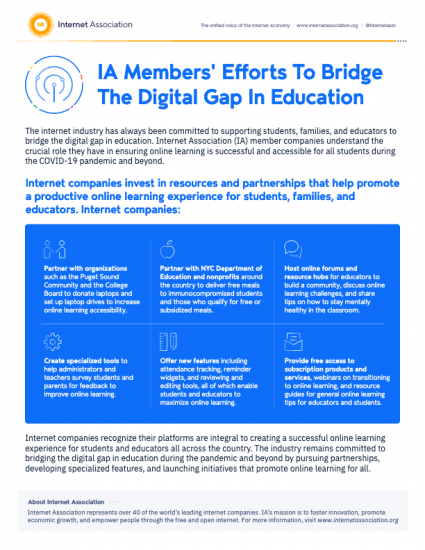 IA
Internet Association
The unified voice of the internet economy / www.internetassociation.org / @internetassn
IA Members' Efforts To Bridge
The Digital Gap In Education
The internet industry has always been committed to supporting students, families, and educators to
bridge the digital gap in education. Internet Association (IA) member companies understand the
crucial role they have in ensuring online learning is successful and accessible for all students during
the COVID-19 pandemic and beyond.
Internet companies invest in resources and partnerships that help promote
a productive online learning experience for students, families, and
educators. Internet companies:
Partner with organizations
such as the Puget Sound
Community and the College
Board to donate laptops and
set up laptop drives to increase
online learning accessibility.
Partner with NYC Department of
Education and nonprofits around
the country to deliver free meals
to immunocompromised students
and those who qualify for free or
subsidized meals.
Host online forums and
resource hubs for educators to
build a community, discuss online
learning challenges, and share
tips on how to stay mentally
healthy in the classroom.
Create specialized tools to
help administrators and
teachers survey students and
parents for feedback to
improve online learning.
Offer new features including
attendance tracking, reminder
widgets, and reviewing and
editing tools, all of which enable
students and educators to
maximize online learning.
Provide free access to
subscription products and
services, webinars on transitioning
to online learning, and resource
guides for general online learning
tips for educators and students.
Internet companies recognize their platforms are integral to creating a successful online learning
experience for students and educators all across the country. The industry remains committed to
bridging the digital gap in education during the pandemic and beyond by pursuing partnerships,
developing specialized features, and launching initiatives that promote online learning for all.
About Internet Association
Internet Association represents over 40 of the world's leading internet companies. IA's mission is to foster innovation, promote
economic growth, and empower people through the free and open internet. For more information, visit www.internetassociation.org